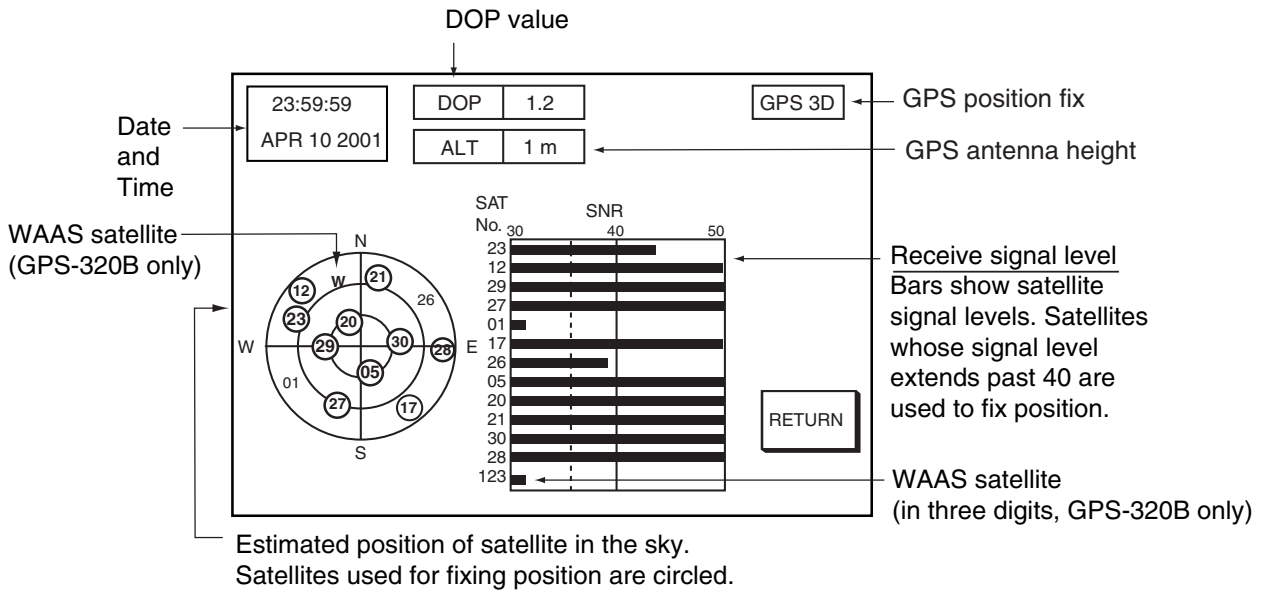 DOP value
23:59:59
APR 10 2001
DOP 1.2
ALT 1 m
GPS 3D
GPS position fix
GPS antenna height
Date
and
Time
WAAS satellite
(GPS-320B only)
N
W
E
S
W
21
12
26
23
20
29
30
28
05
01
27
17
SAT
No.
SNR
30 40 50
23
12
29
27
01
17
26
05
20
21
30
28
123
Receive signal level
Bars show satellite
signal levels. Satellites
whose signal level
extends past 40 are
used to fix position.
RETURN
WAAS satellite
(in three digits, GPS-320B only)
Estimated position of satellite in the sky.
Satellites used for fixing position are circled.